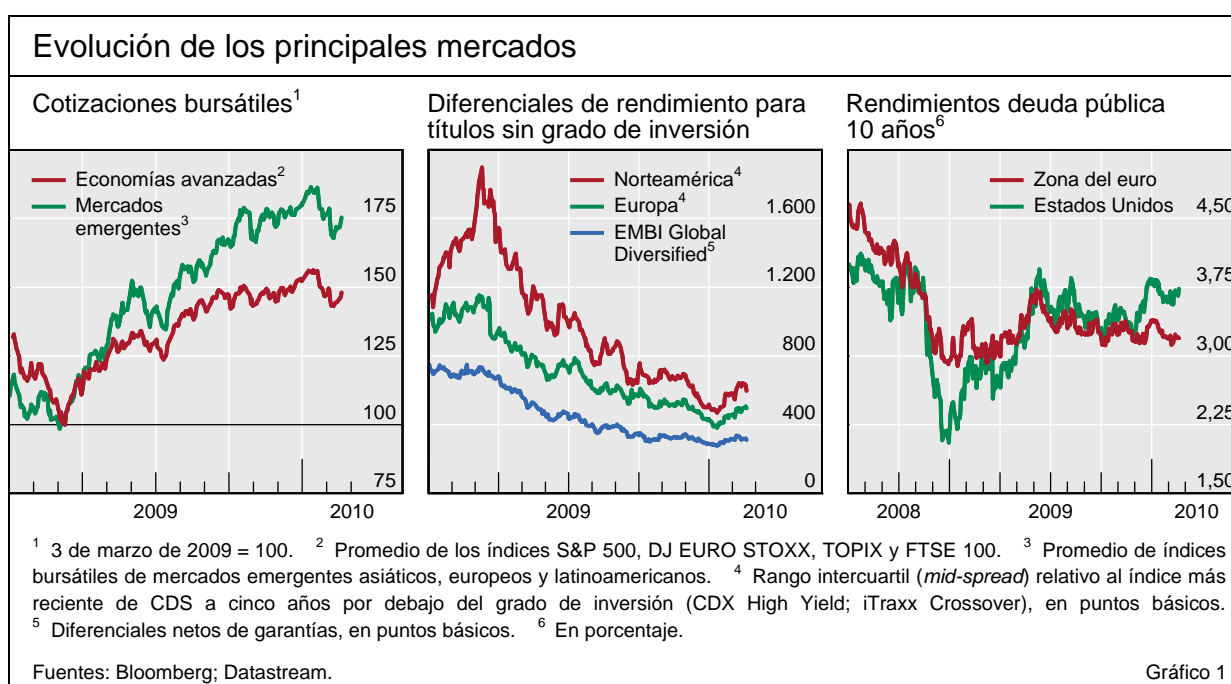 Evolución de los principales mercados
Cotizaciones bursátiles1
Economías avanzadas2
Mercados
emergentes3
175
150
125
100
75
2009
2010
Diferenciales de rendimiento para
títulos sin grado de inversión
Norteamérica4
Europa4
EMBI Global
Diversified5
1.600
1.200
800
400
0
2009
2010
Rendimientos deuda pública
10 años6
Zona del euro
Estados Unidos
4,50
3,75
3,00
2,25
1,50
2008
2009
2010
1 3 de marzo de 2009 = 100. 2 Promedio de los índices S&P 500, DJ EURO STOXX, TOPIX y FTSE 100. 3 Promedio de índices
bursátiles de mercados emergentes asiáticos, europeos y latinoamericanos. 4 Rango intercuartil (mid-spread) relativo al índice más
reciente de CDS a cinco años por debajo del grado de inversión (CDX High Yield; iTraxx Crossover), en puntos básicos.
5 Diferenciales netos de garantías, en puntos básicos. 6 En porcentaje.
Fuentes: Bloomberg; Datastream.
Gráfico 1